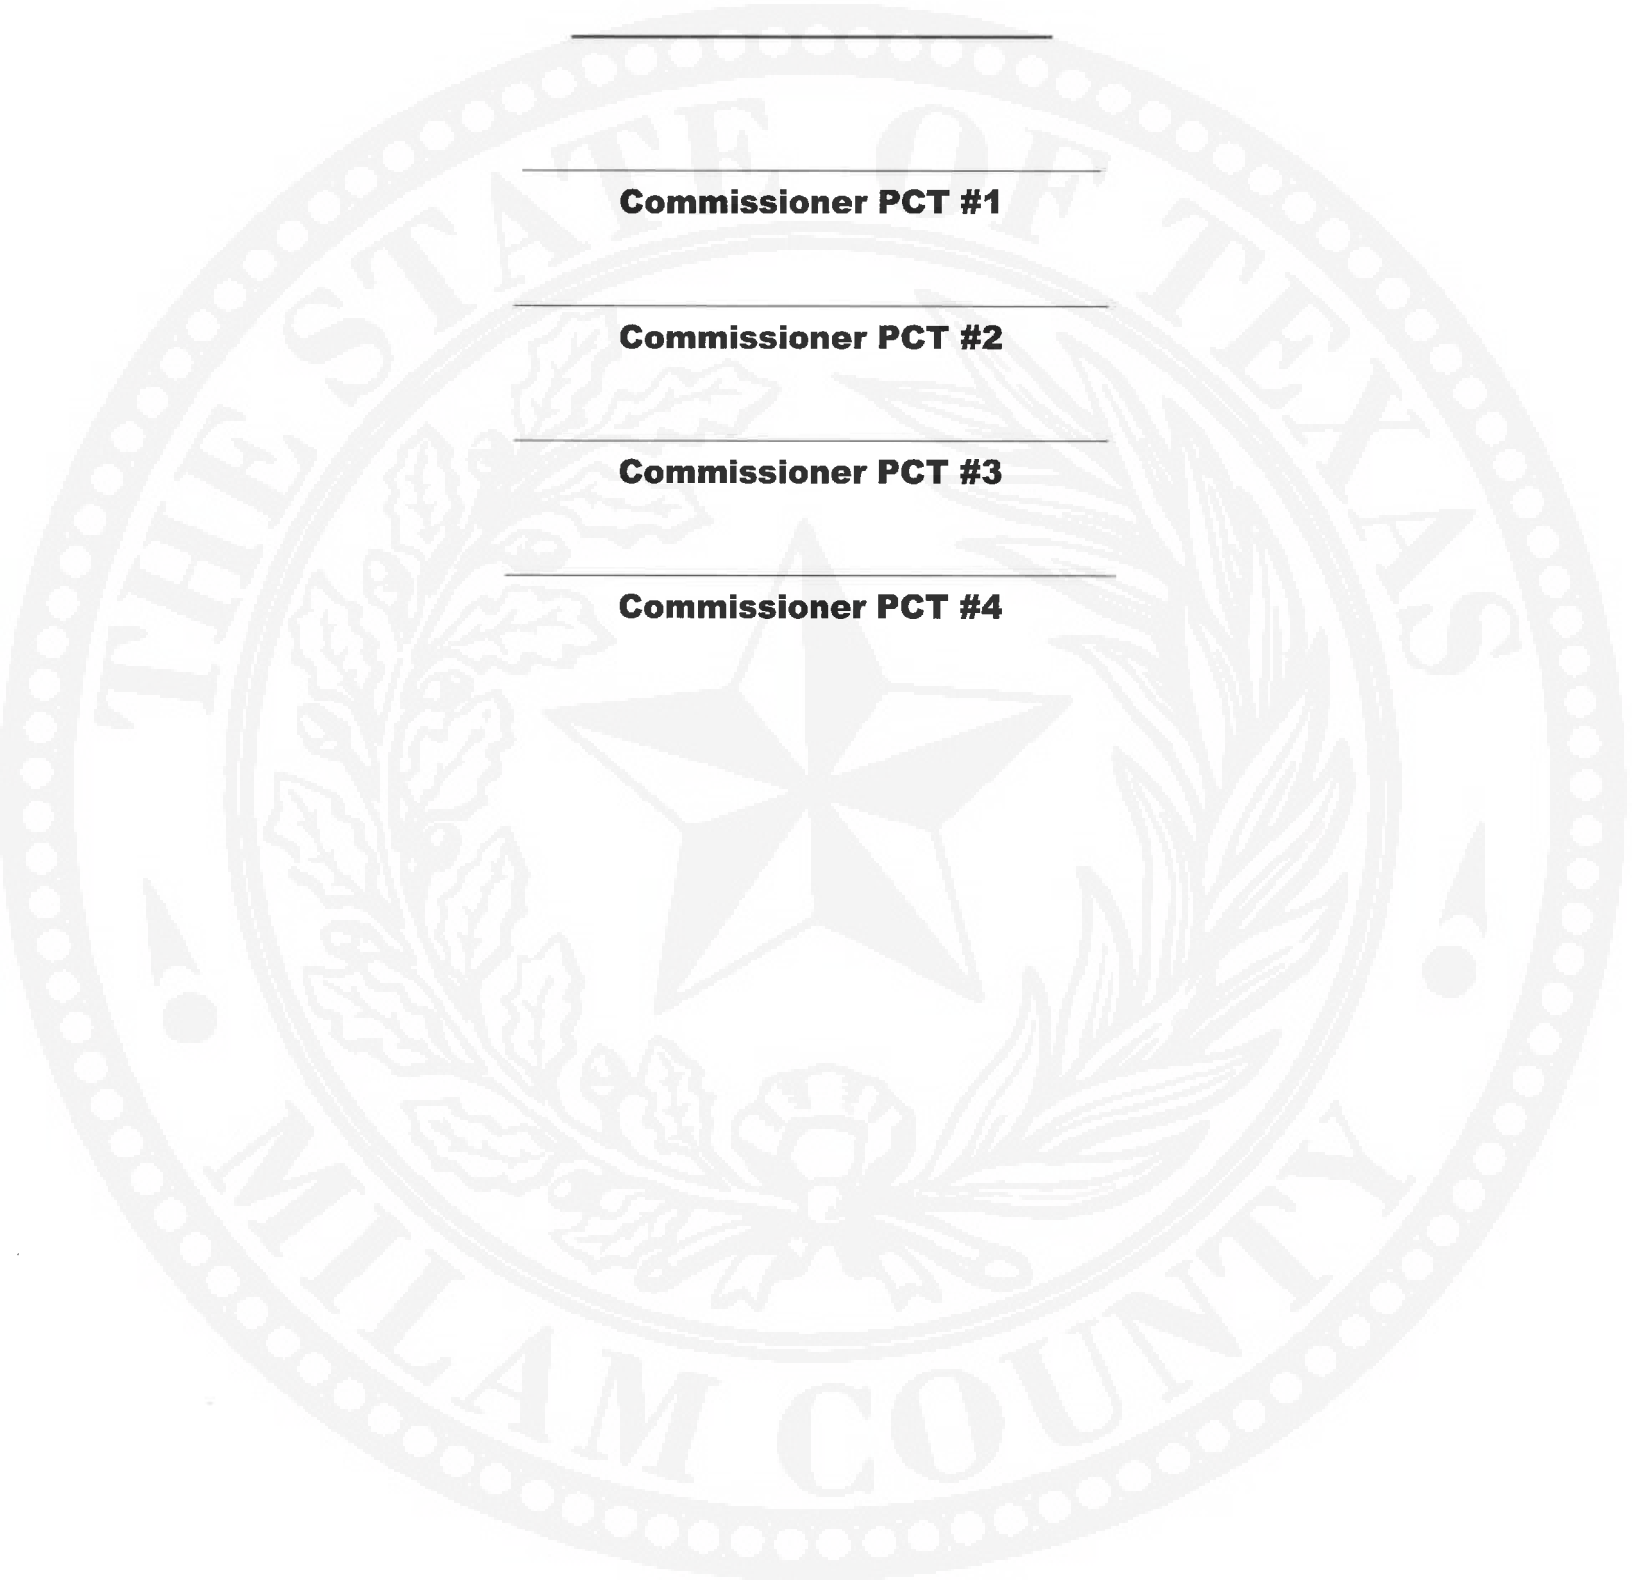 Commissioner PCT #1
Commissioner PCT #2
Commissioner PCT #3
Commissioner PCT #4
THE STATE OF TEXAS
MILAM COUNTY